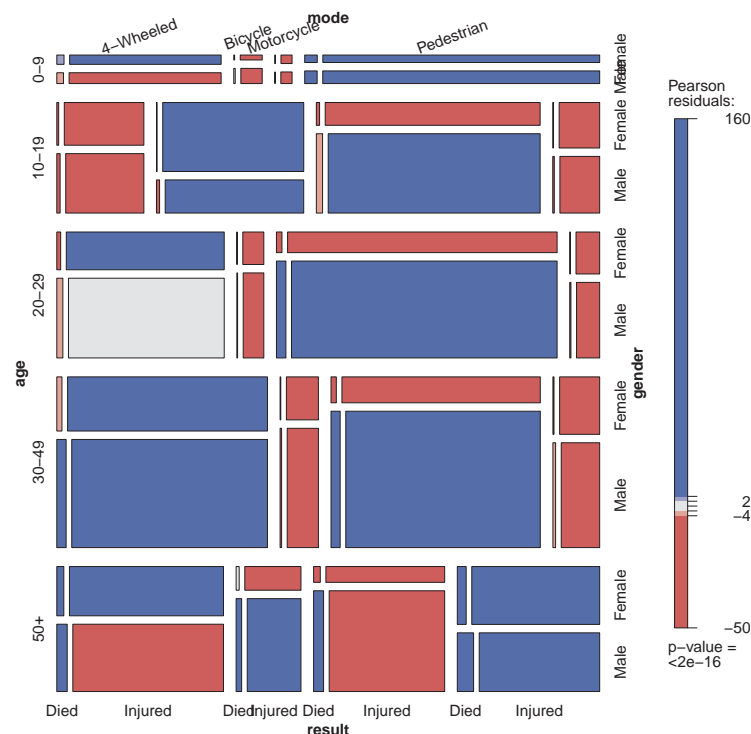 mode
4−Wheeled
Bicycle
Motorcycle
Pedestrian
age
0−9
10−19
20−29
30−49
50+
gender
Female
Male
Female
Male
Female
Male
Female
Male
Female
Male
Died
Injured
Died
Injured
Died
Injured
Died
Injured
result
Pearson
residuals:
160
2
−4
−50
p−value =
<2e−16